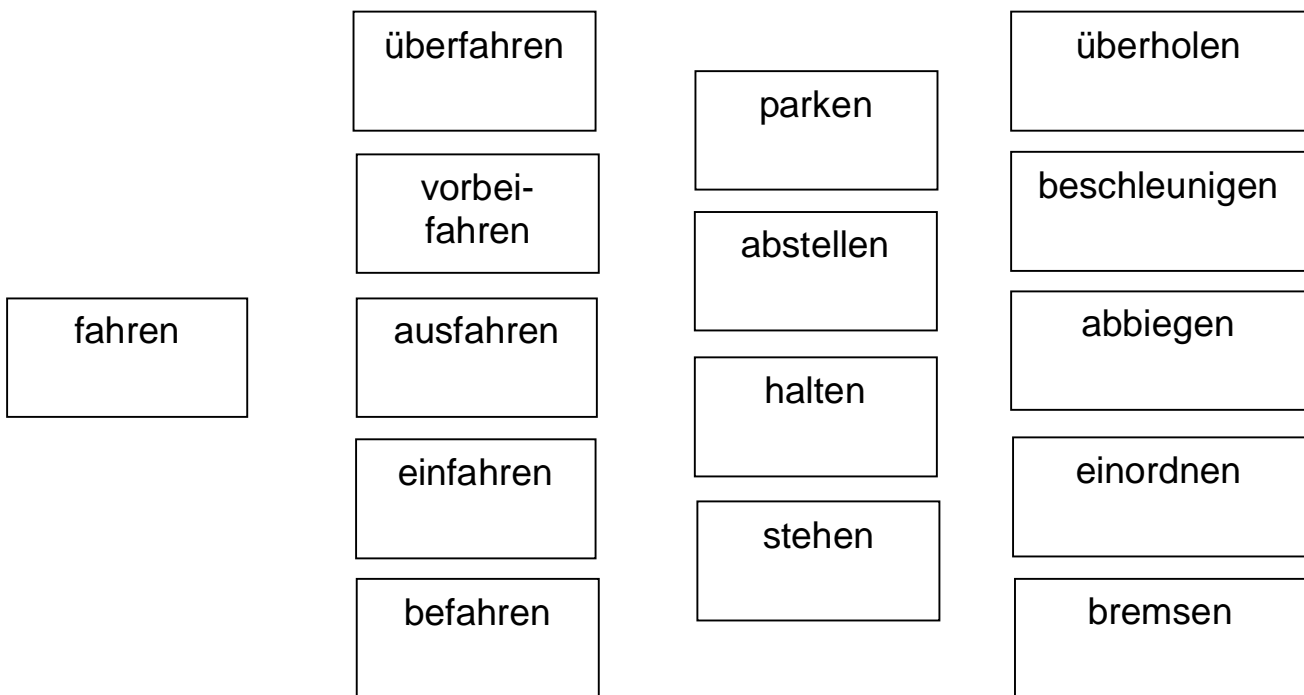 fahren
überfahren
vorbei-
fahren
ausfahren
einfahren
befahren
parken
abstellen
halten
stehen
überholen
beschleunigen
abbiegen
einordnen
bremsen